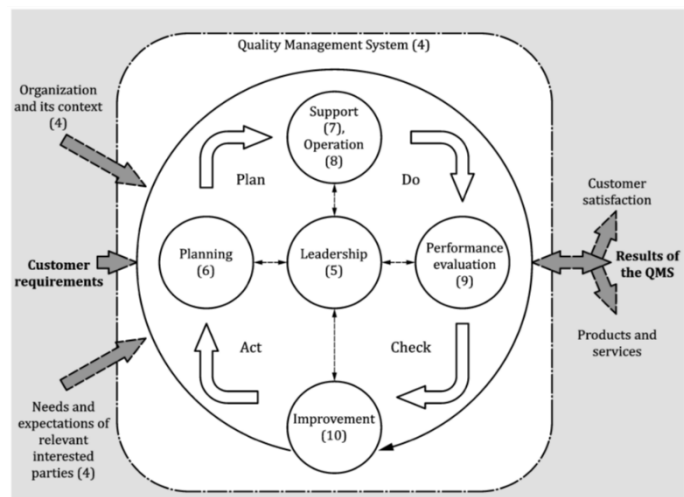 Quality Management System (4)
Organization
and its context
(4)
Support
(7),
Operation
(8)
Plan
Do
Customer
satisfaction
Customer
requirements
Planning
(6)
Leadership
(5)
Performance
evaluation
(9)
Results of
the QMS
Act
Check
Products and
services
Needs and
expectations of
relevant
interested
parties (4)
Improvement
(10)